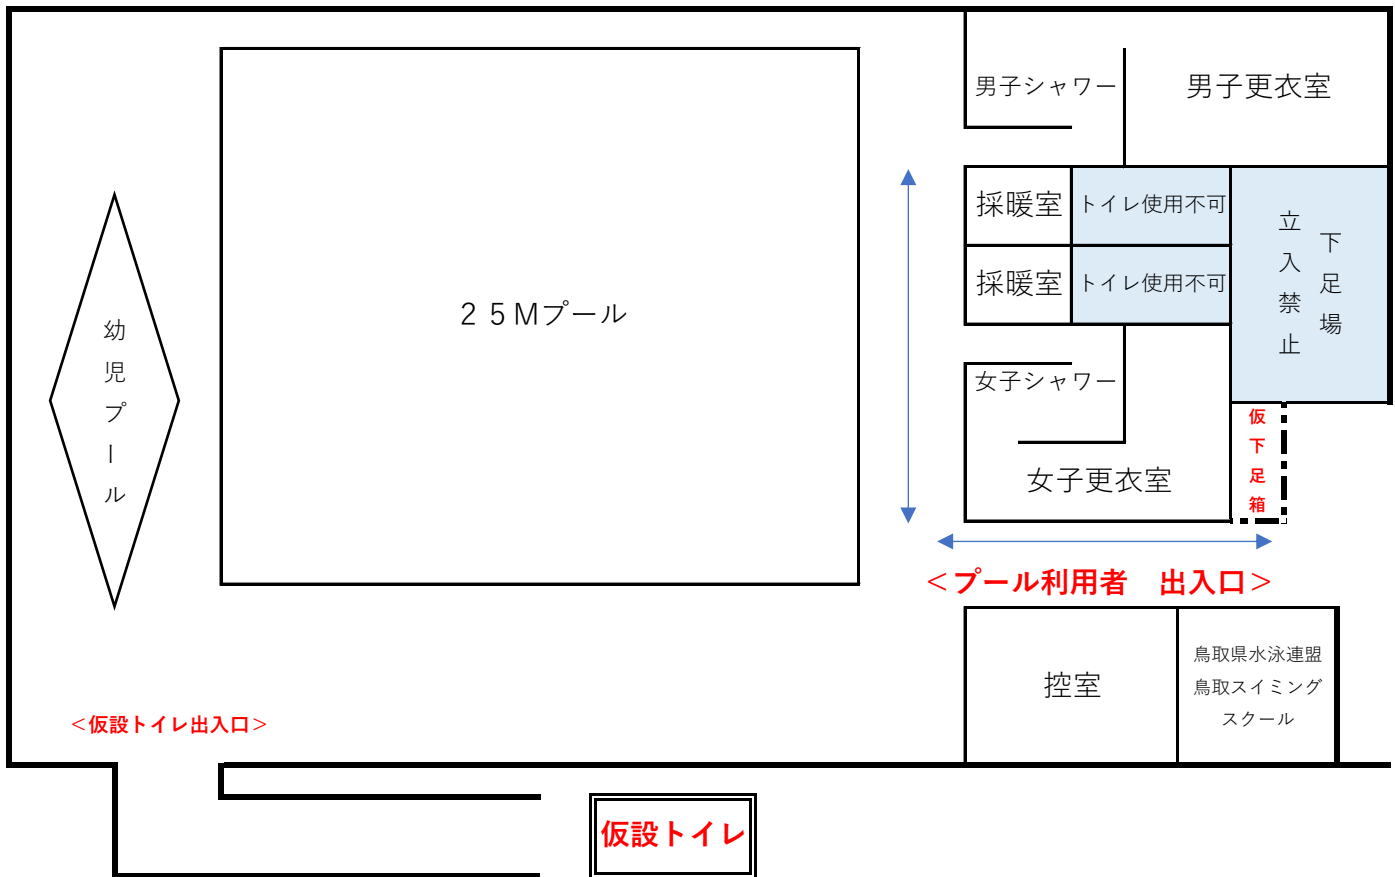 男子シャワー
男子更衣室
採暖室
トイレ使用不可
採暖室
トイレ使用不可
下足場
立入禁止
２５Ｍプール
幼児プール
女子シャワー
仮下足箱
女子更衣室
＜プール利用者　出入口＞
控室
鳥取県水泳連盟
鳥取スイミング
スクール
＜仮設トイレ出入口＞
仮設トイレ